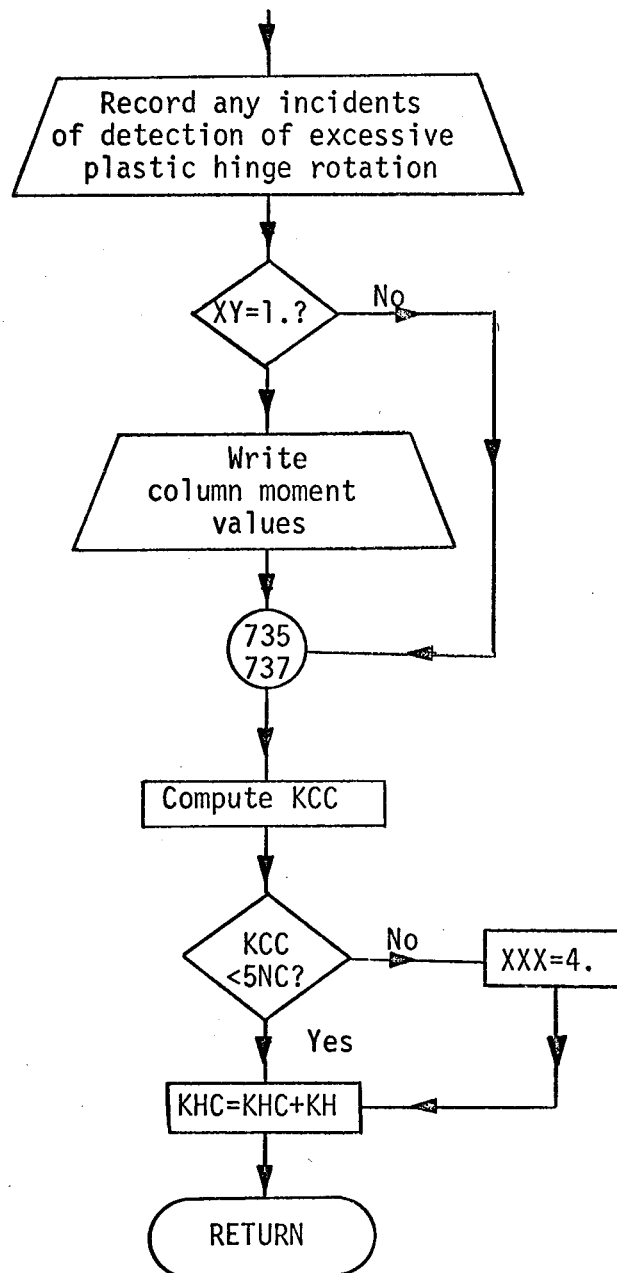 Record any incidents
of detection of excessive
plastic hinge rotation
XY=1.?
No
Write
column moment
values
735
737
Compute KCC
KCC
<5NC?
No
XXX=4.
Yes
KHC=KHC+KH
RETURN